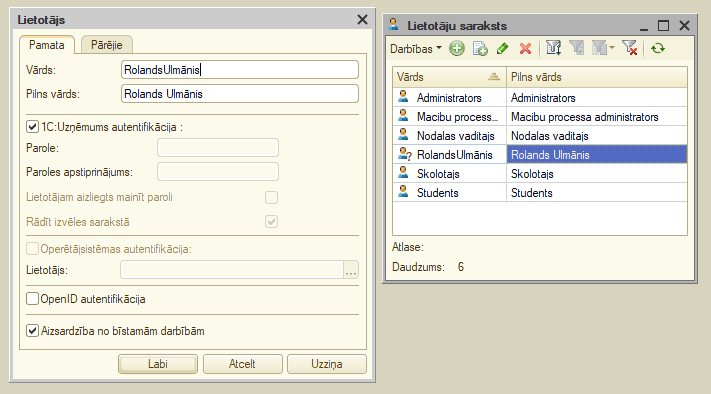 Lietotājs
Pamata Pārējie
Vārds: RolandsUlmānis
Pilns vārds: Rolands Ulmānis
1C:Uzņēmums autentifikācija :
Parole:
Paroles apstiprinājums:
Lietotājam aizliegts mainīt paroli
Rādīt izvēles sarakstā
Operētājsistēmas autentifikācija:
Lietotājs: ...
OpenID autentifikācija
Aizsardzība no bīstamām darbībām
Labi Atcelt Uzziņa
Lietotāju saraksts
Darbības
Vārds Pilns vārds
Administrators Administrators
Macibu process... Macibu processa administrators
Nodalas vaditajs Nodalas vaditajs
RolandsUlmānis Rolands Ulmānis
Skolotajs Skolotajs
Students Students
Atlase:
Daudzums: 6